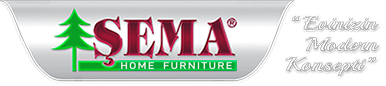 ŞEMA®
HOME FURNITURE
“Evinizin
Modern
Konsepti”